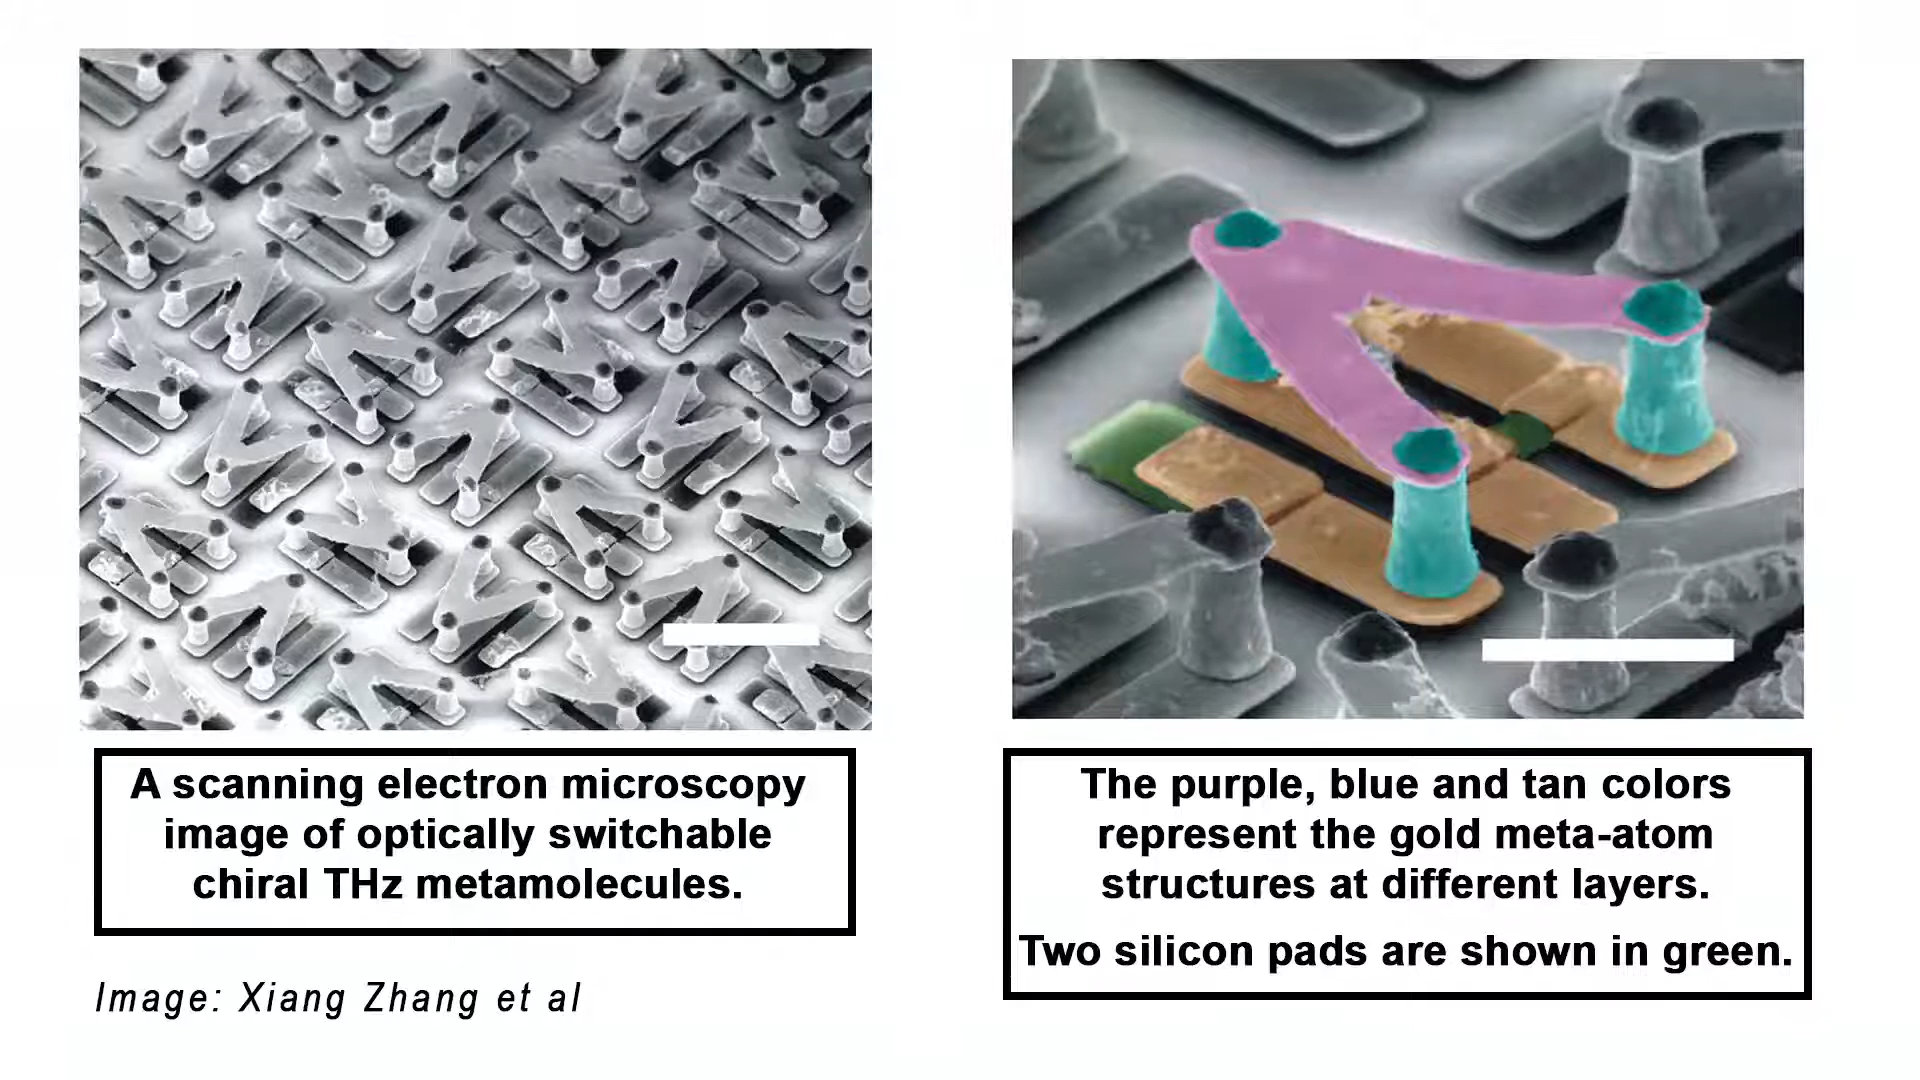 A scanning electron microscopy
image of optically switchable
chiral THz metamolecules.
Image: Xiang Zhang et al
The purple, blue and tan colors
represent the gold meta-atom
structures at different layers.
Two silicon pads are shown in green.